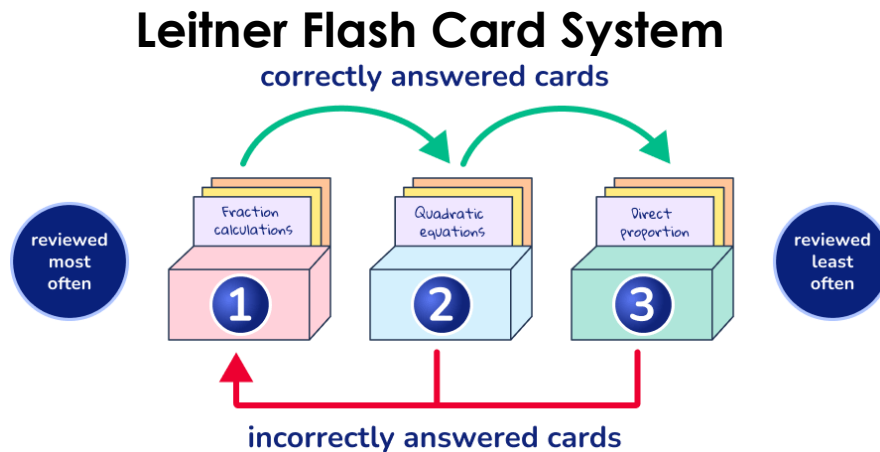 Leitner Flash Card System
correctly answered cards
reviewed
most
often
Fraction
calculations
1
Quadratic
equations
2
Direct
proportion
3
reviewed
least
often
incorrectly answered cards